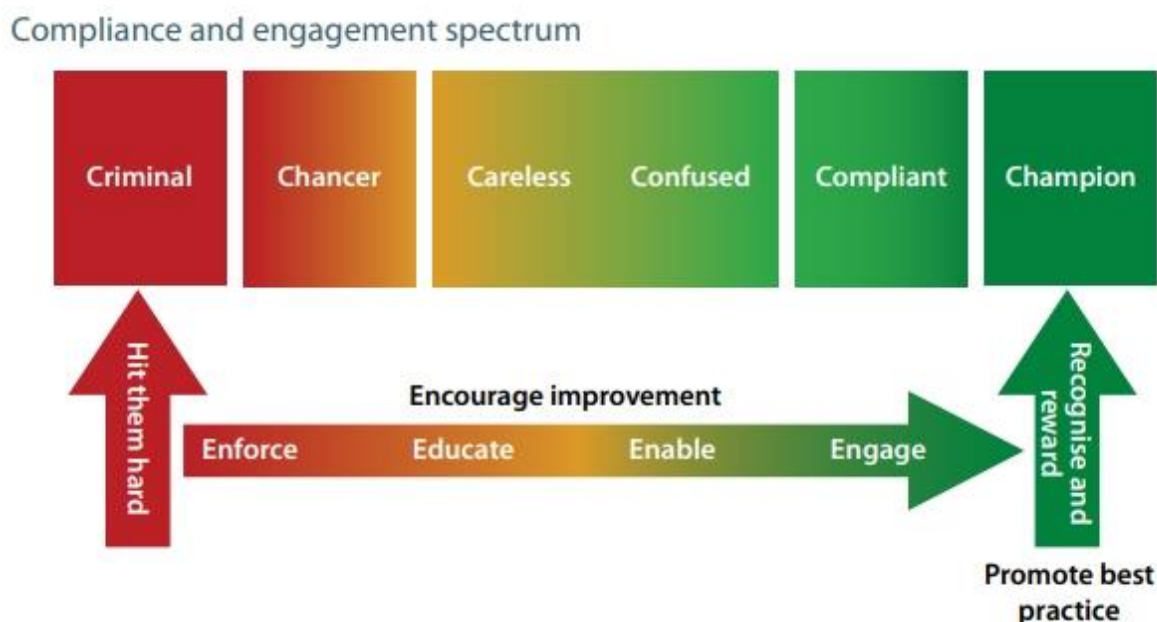 Compliance and engagement spectrum
Criminal
Chancer
Careless
Confused
Compliant
Champion
Hit them hard
Encourage improvement
Enforce
Educate
Enable
Engage
Recognise and
reward
Promote best
practice